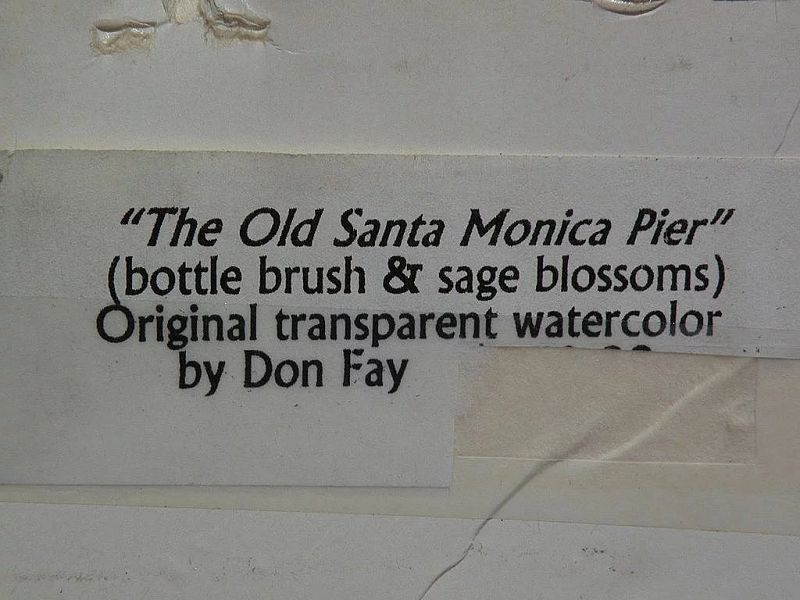 “The Old Santa Monica Pier”
(bottle brush & sage blossoms)
Original transparent watercolor
by Don Fay